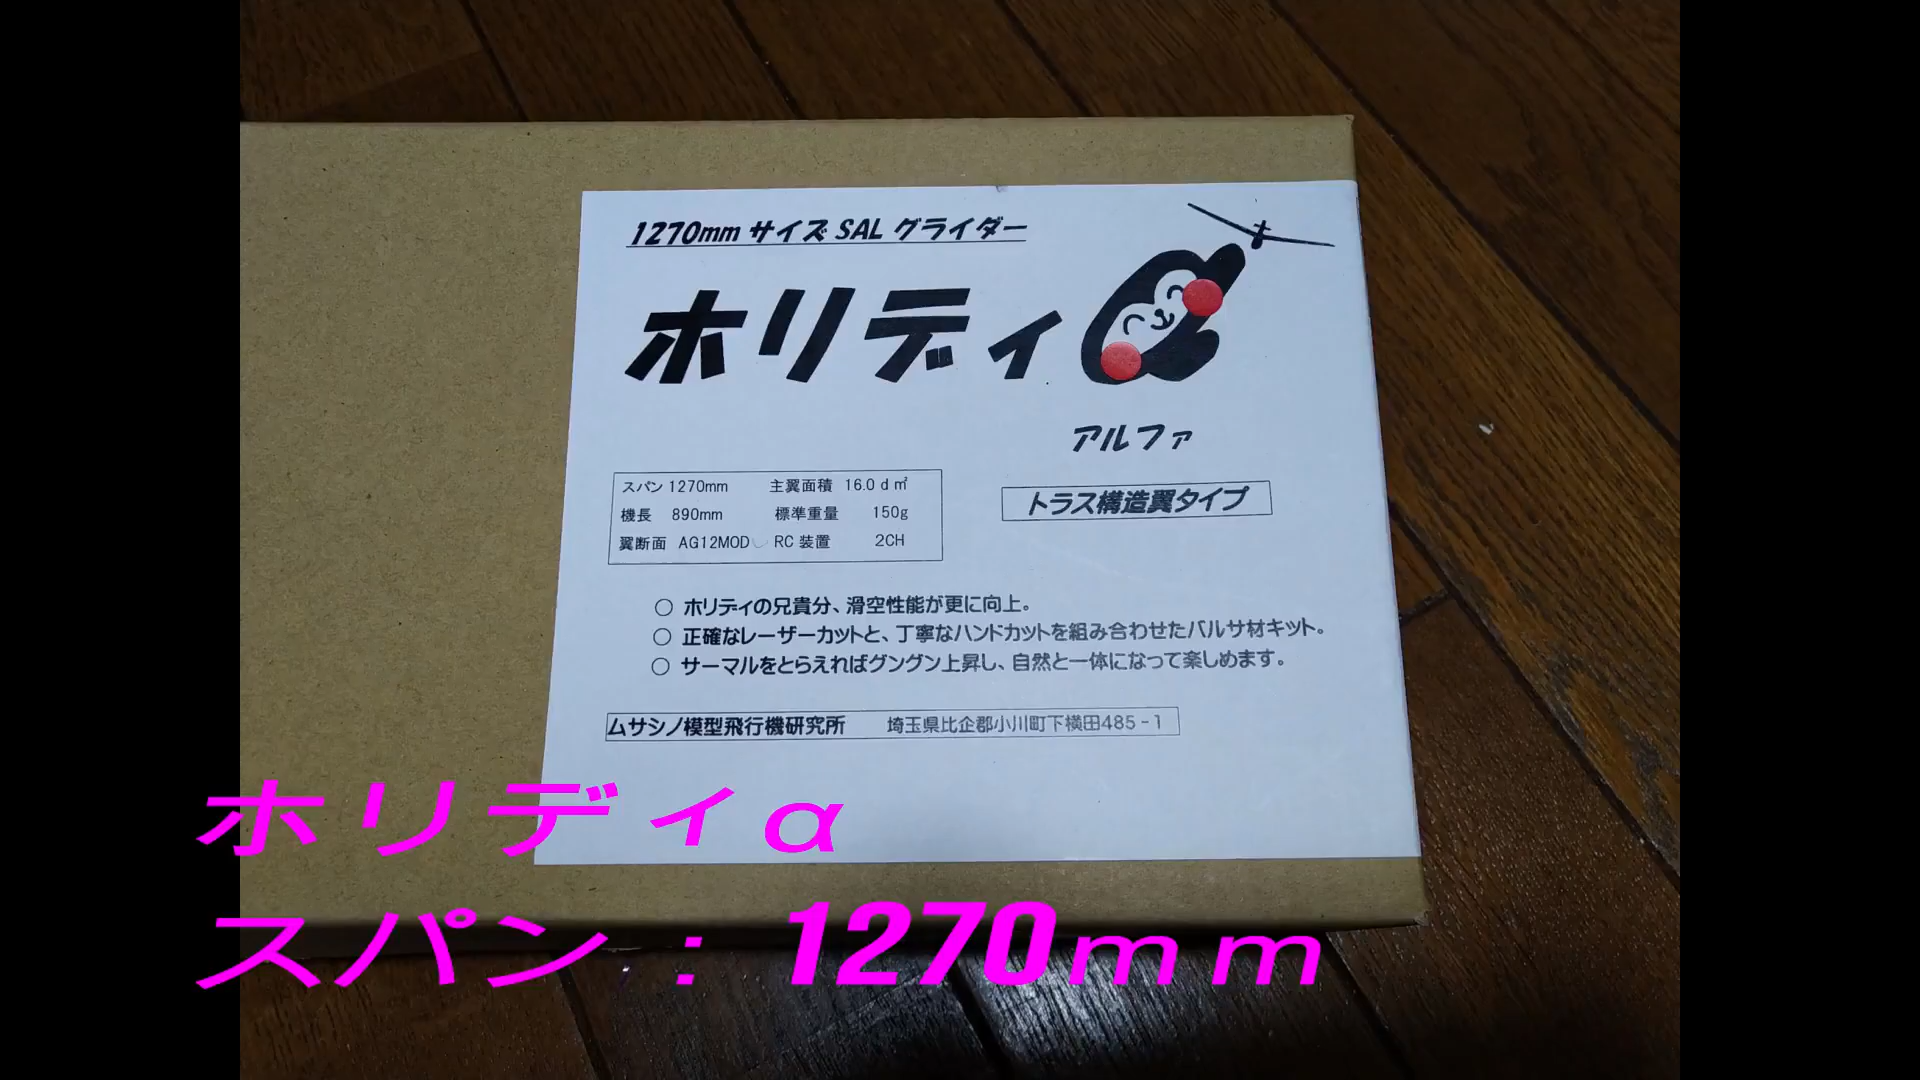 1270mm サイズ SAL グライダー
ホリディα
アルファ
スパン 1270mm 主翼面積 16.0 d ㎡
機長 890mm 標準重量 150g
翼断面 AG12MOD RC 装置 2CH
トラス構造翼タイプ
○ ホリディの兄貴分、滑空性能が更に向上。
○ 正確なレーザーカットと、丁寧なハンドカットを組み合わせたバルサ材キット。
○ サーマルをとらえればグングン上昇し、自然と一体になって楽しめます。
ムサシノ模型飛行機研究所 埼玉県比企郡小川町下横田485-1
ホリディα
スパン：1270ｍｍ